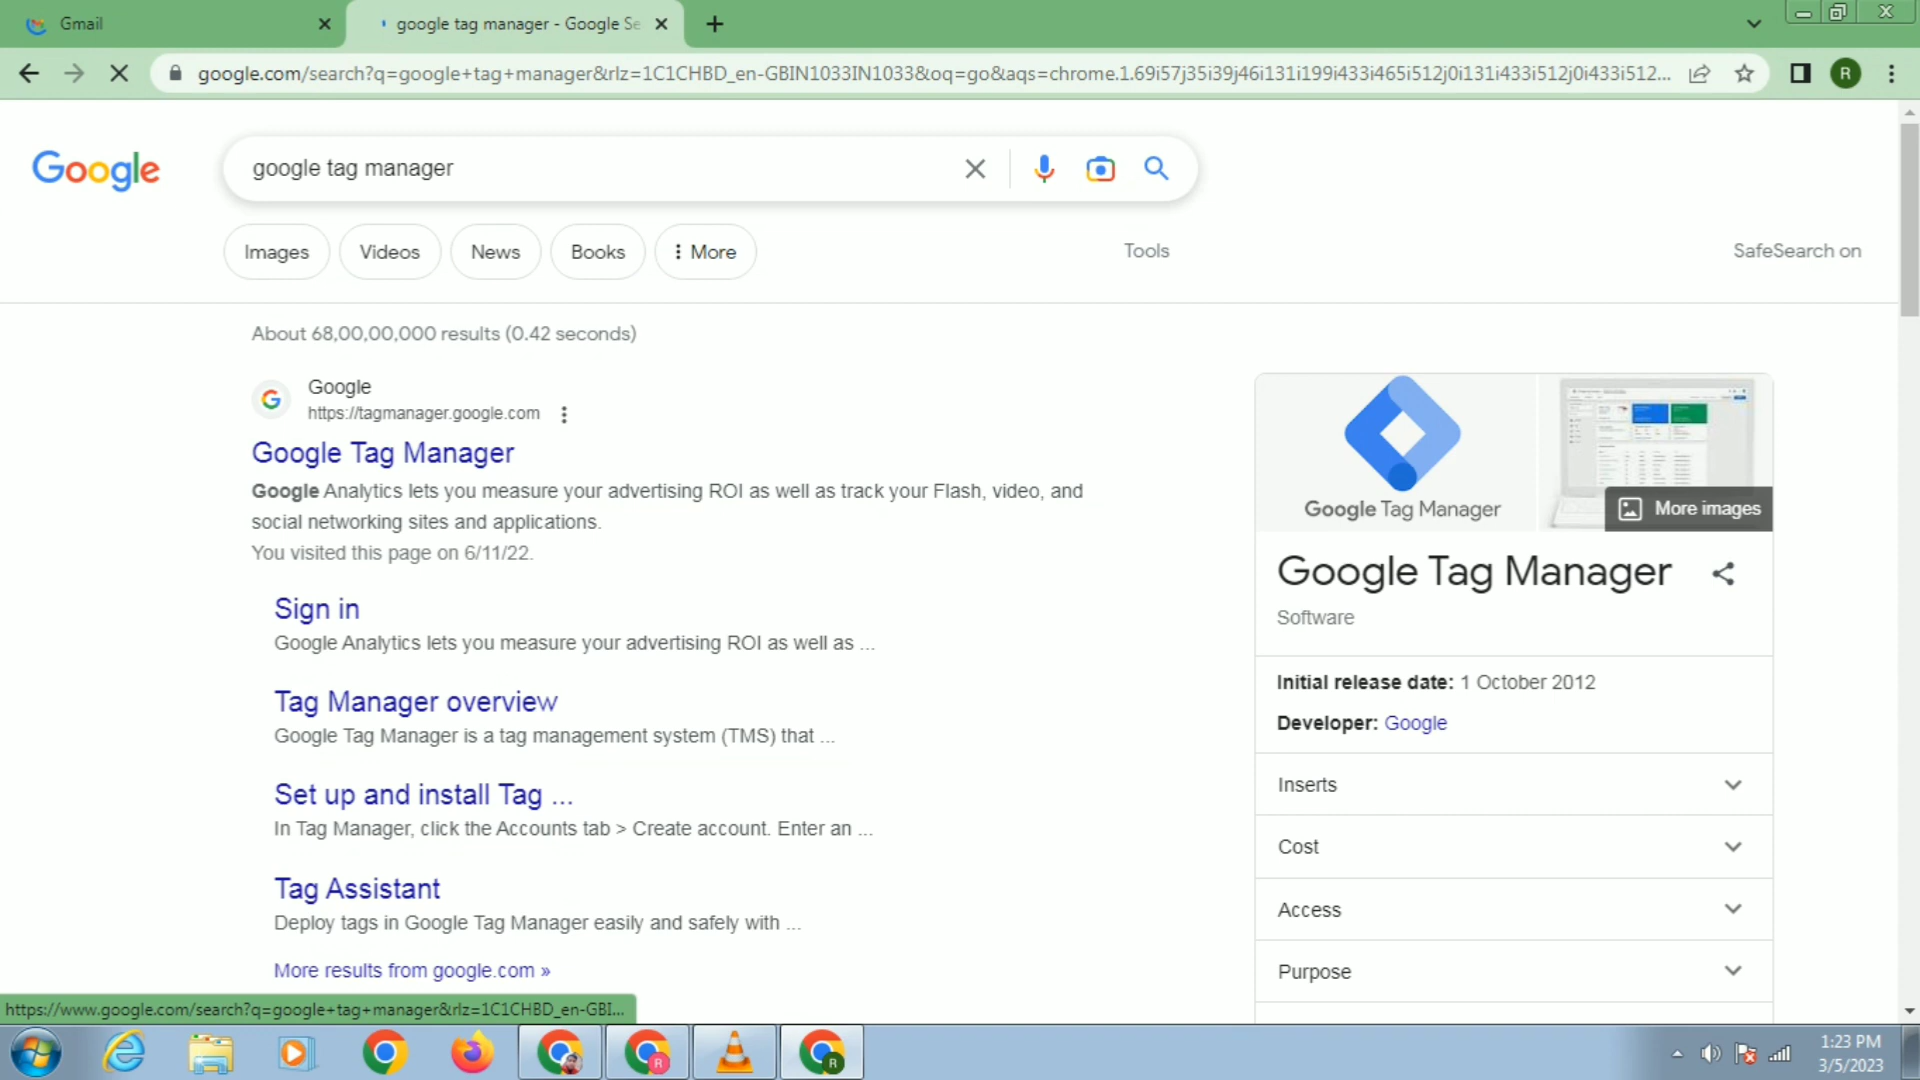 Gmail
google tag manager - Google Se
google.com/search?q=google+tag+manager&rlz=1C1CHBD_en-GBIN1033IN1033&oq=go&aqs=chrome.1.69i57j35i39j46i131i199i433i465i512j0i131i433i512j0i433i512...
R
Google
google tag manager
Images
Videos
News
Books
More
Tools
SafeSearch on
About 68,00,00,000 results (0.42 seconds)
Google
https://tagmanager.google.com
Google Tag Manager
Google Analytics lets you measure your advertising ROI as well as track your Flash, video, and
social networking sites and applications.
You visited this page on 6/11/22.
Sign in
Google Analytics lets you measure your advertising ROI as well as ...
Tag Manager overview
Google Tag Manager is a tag management system (TMS) that ...
Set up and install Tag ...
In Tag Manager, click the Accounts tab > Create account. Enter an ...
Tag Assistant
Deploy tags in Google Tag Manager easily and safely with ...
More results from google.com »
Google Tag Manager
More images
Google Tag Manager
Software
Initial release date: 1 October 2012
Developer: Google
Inserts
Cost
Access
Purpose
https://www.google.com/search?q=google+tag+manager&rlz=1C1CHBD_en-GBI...
R
R
1:23 PM
3/5/2023